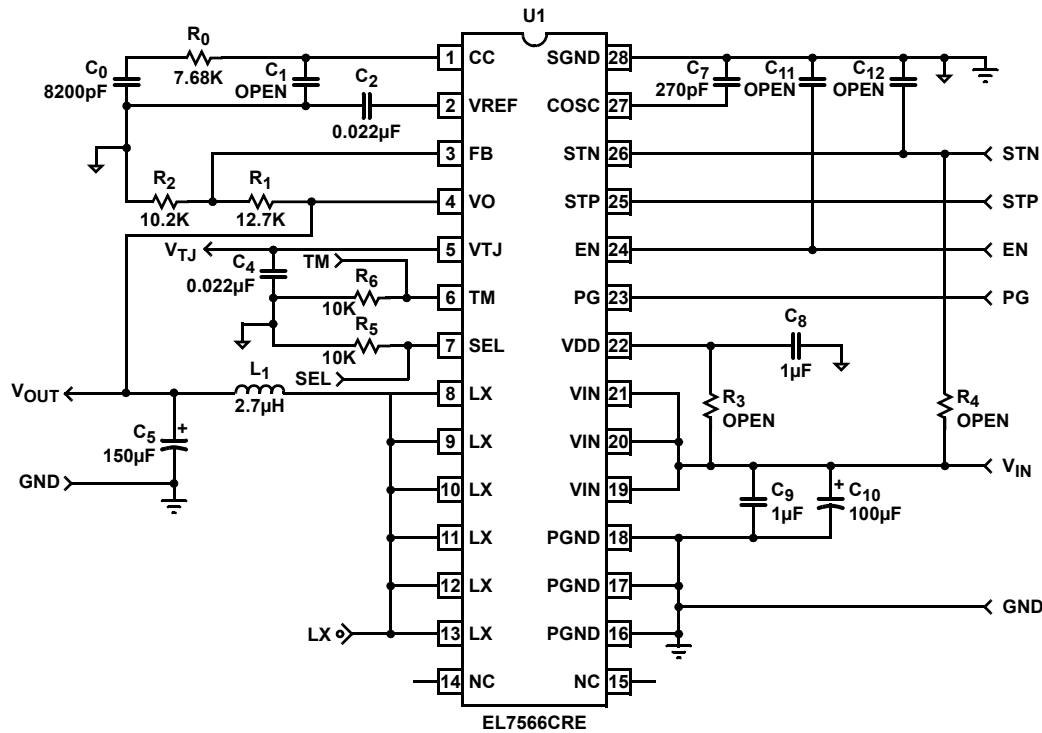 U1
R0
7.68K
C0
8200pF
C1
OPEN
C2
0.022µF
1 CC
2 VREF
3 FB
R2
10.2K
R1
12.7K
4 VO
VTJ
5 VTJ
C4
0.022µF
TM
R6
10K
6 TM
R5
10K
7 SEL
SEL
VOUT
L1
2.7µH
8 LX
C5
+
150µF
9 LX
GND
10 LX
11 LX
12 LX
LX
13 LX
14 NC
SGND 28
C7
270pF
C11
OPEN
C12
OPEN
COSC 27
STN 26
STN
STP 25
STP
EN 24
EN
PG 23
PG
VDD 22
C8
1µF
VIN 21
R3
OPEN
R4
OPEN
VIN 20
VIN
VIN 19
C9
1µF
+
C10
100µF
PGND 18
PGND 17
GND
PGND 16
NC 15
EL7566CRE